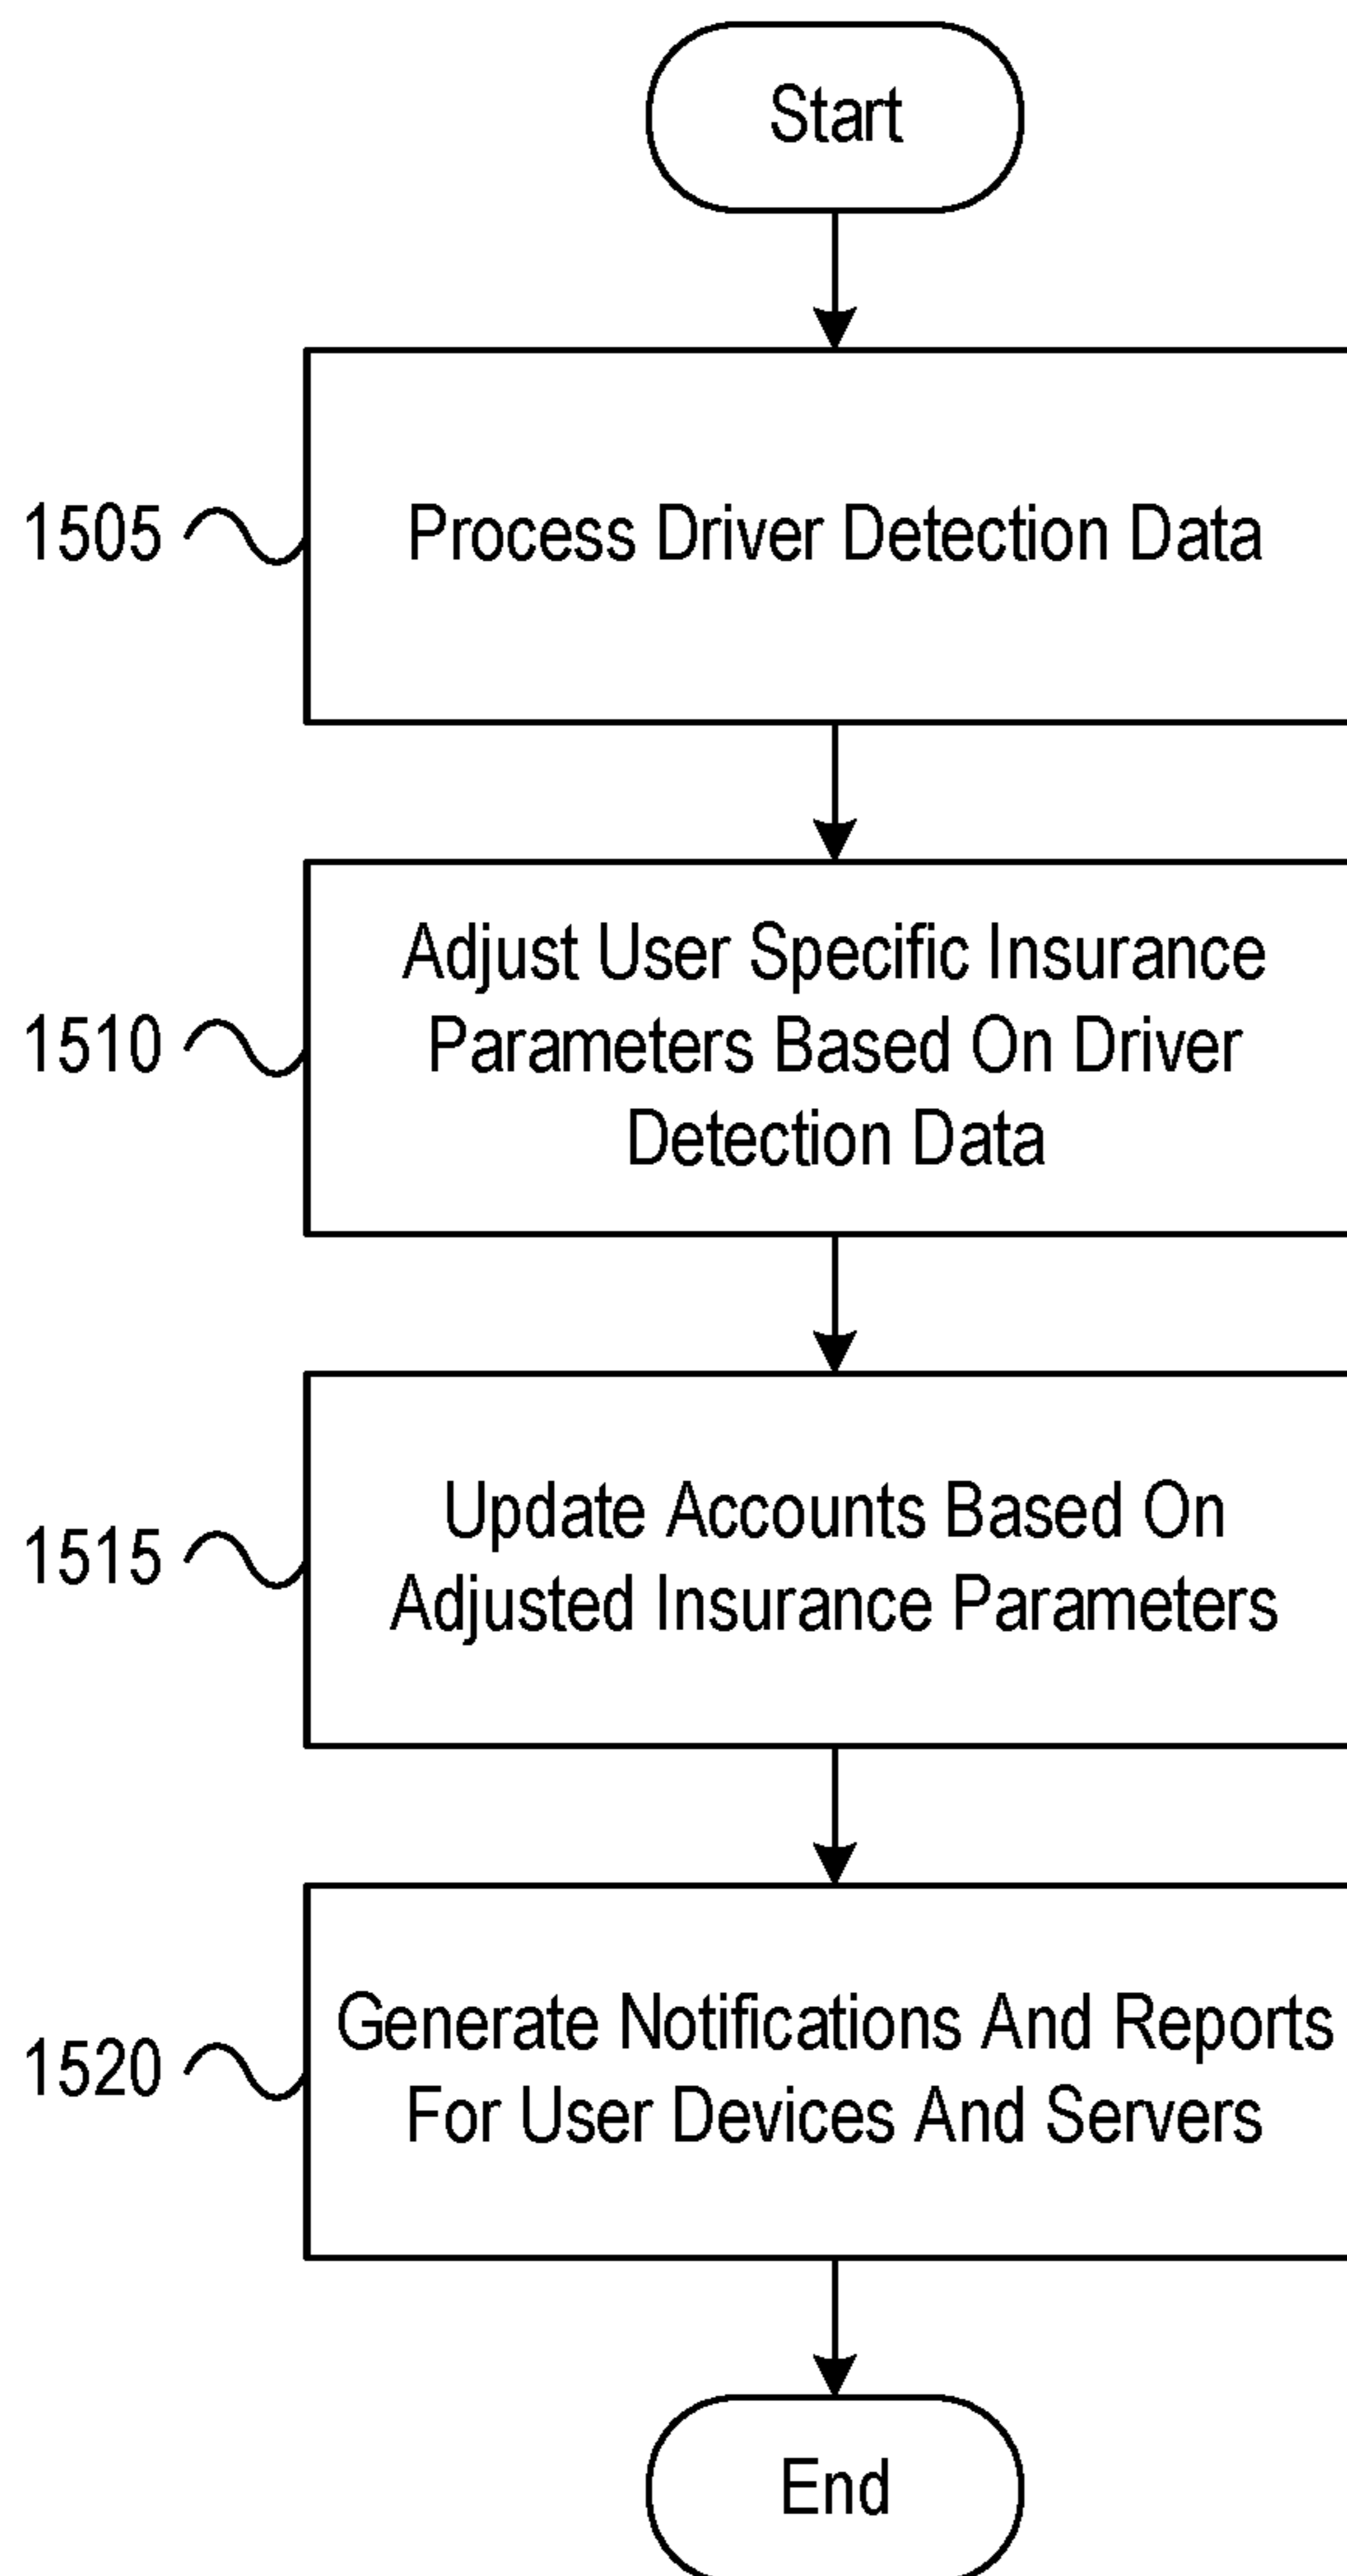 Start
1505
Process Driver Detection Data
1510
Adjust User Specific Insurance
Parameters Based On Driver
Detection Data
1515
Update Accounts Based On
Adjusted Insurance Parameters
1520
Generate Notifications And Reports
For User Devices And Servers
End